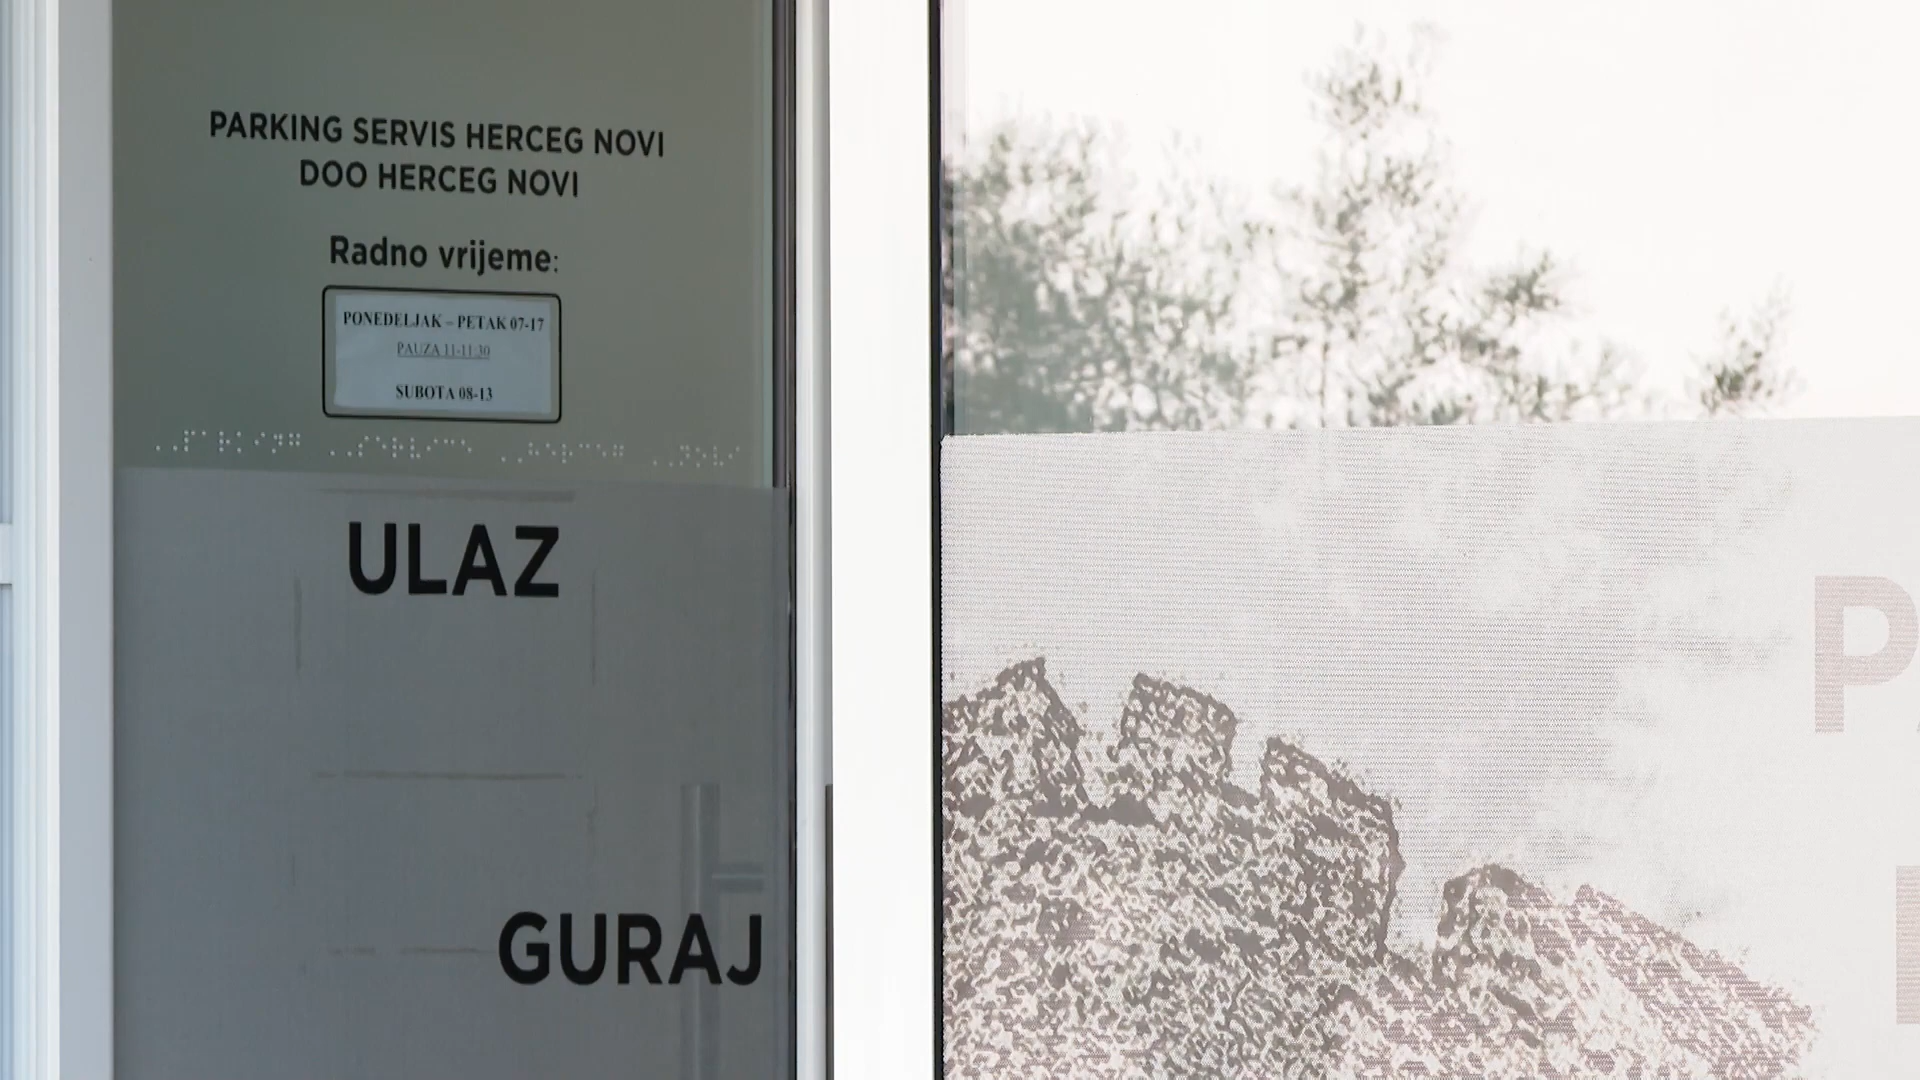 PARKING SERVIS HERCEG NOVI
DOO HERCEG NOVI
Radno vrijeme:
PONEDELJAK – PETAK 07-17
PAUZA 11-11:30
SUBOTA 08-13
ULAZ
GURAJ
P